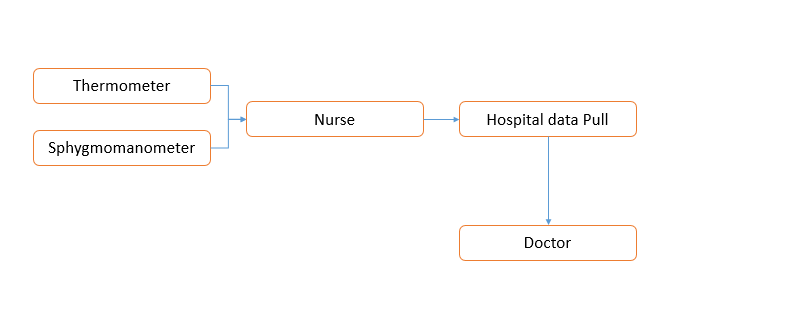 Thermometer
Sphygmomanometer
Nurse
Hospital data Pull
Doctor